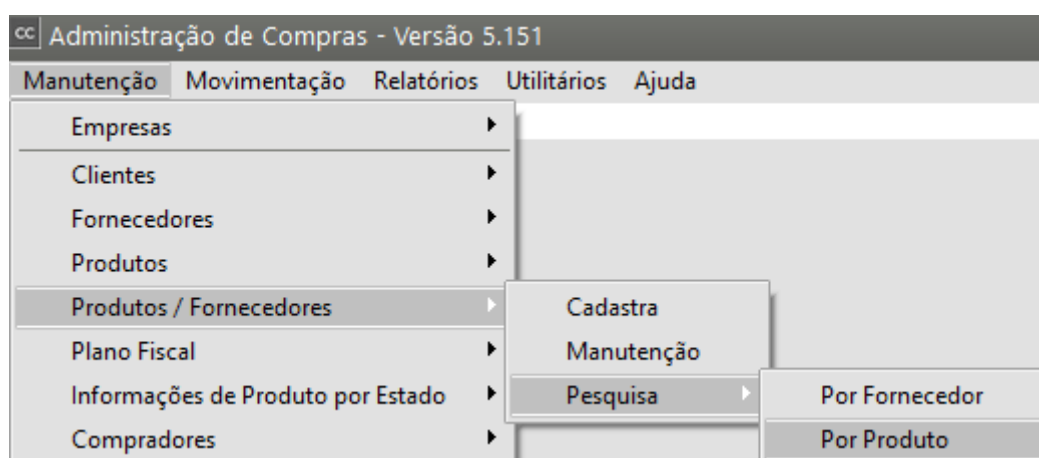 cc Administração de Compras - Versão 5.151
Manutenção Movimentação Relatórios Utilitários Ajuda
Empresas
Clientes
Fornecedores
Produtos
Produtos / Fornecedores
Plano Fiscal
Informações de Produto por Estado
Compradores
Cadastra
Manutenção
Pesquisa
Por Fornecedor
Por Produto